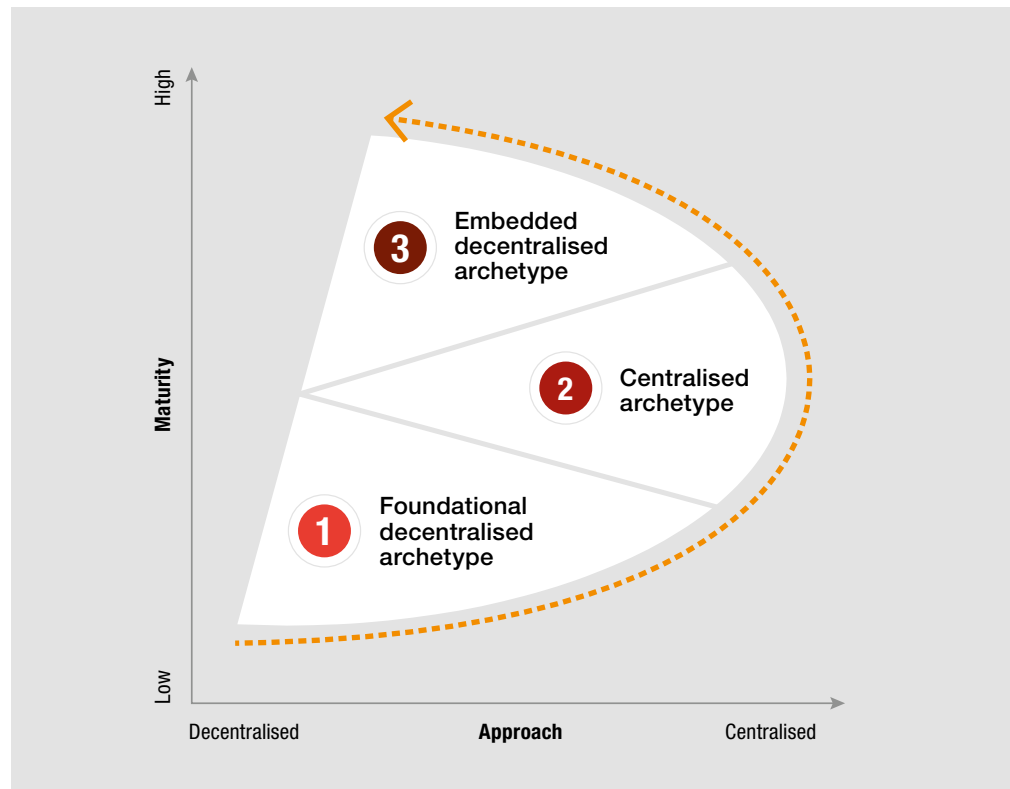 High
3
Embedded
decentralised
archetype
Maturity
2
Centralised
archetype
1
Foundational
decentralised
archetype
Low
Decentralised
Approach
Centralised